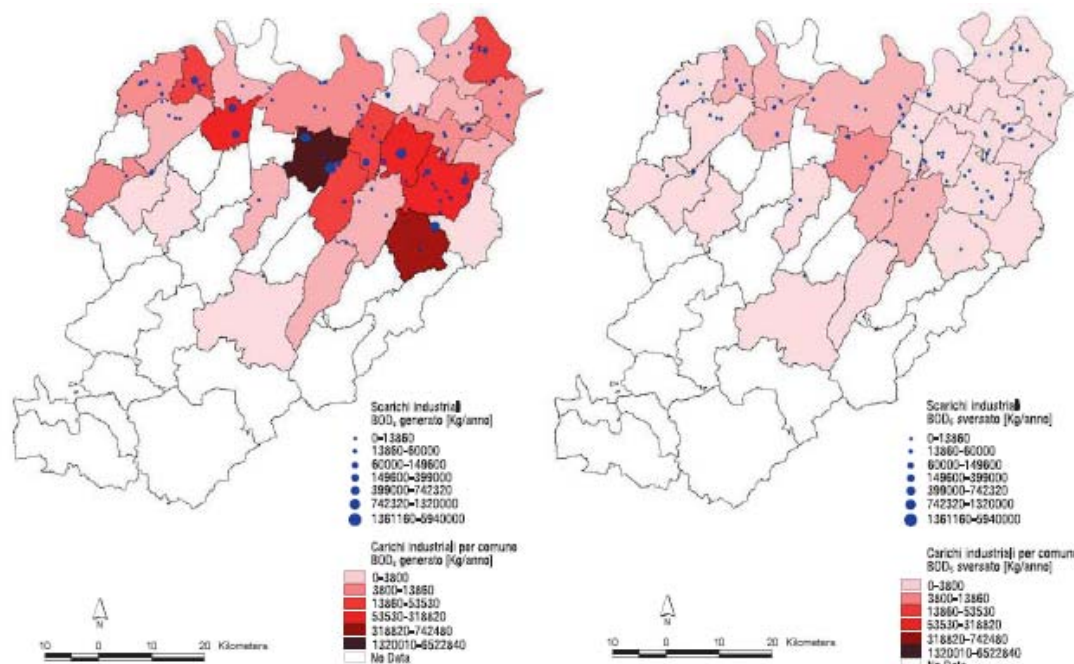 Scarichi industriali
BOD₅ generato [Kg/anno]
0–13860
13860–60000
60000–149600
149600–399000
399000–742320
742320–1320000
1361160–5940000
Carichi industriali per comune
BOD₅ generato [Kg/anno]
0–3800
3800–13860
13860–53530
53530–318820
318820–742480
1320010–6522840
No Data
N
10 0 10 20 Kilometers
Scarichi industriali
BOD₅ sversato [Kg/anno]
0–13860
13860–60000
60000–149600
149600–399000
399000–742320
742320–1320000
1361160–5940000
Carichi industriali per comune
BOD₅ sversato [Kg/anno]
0–3800
3800–13860
13860–53530
53530–318820
318820–742480
1320010–6522840
No Data
N
10 0 10 20 Kilometers